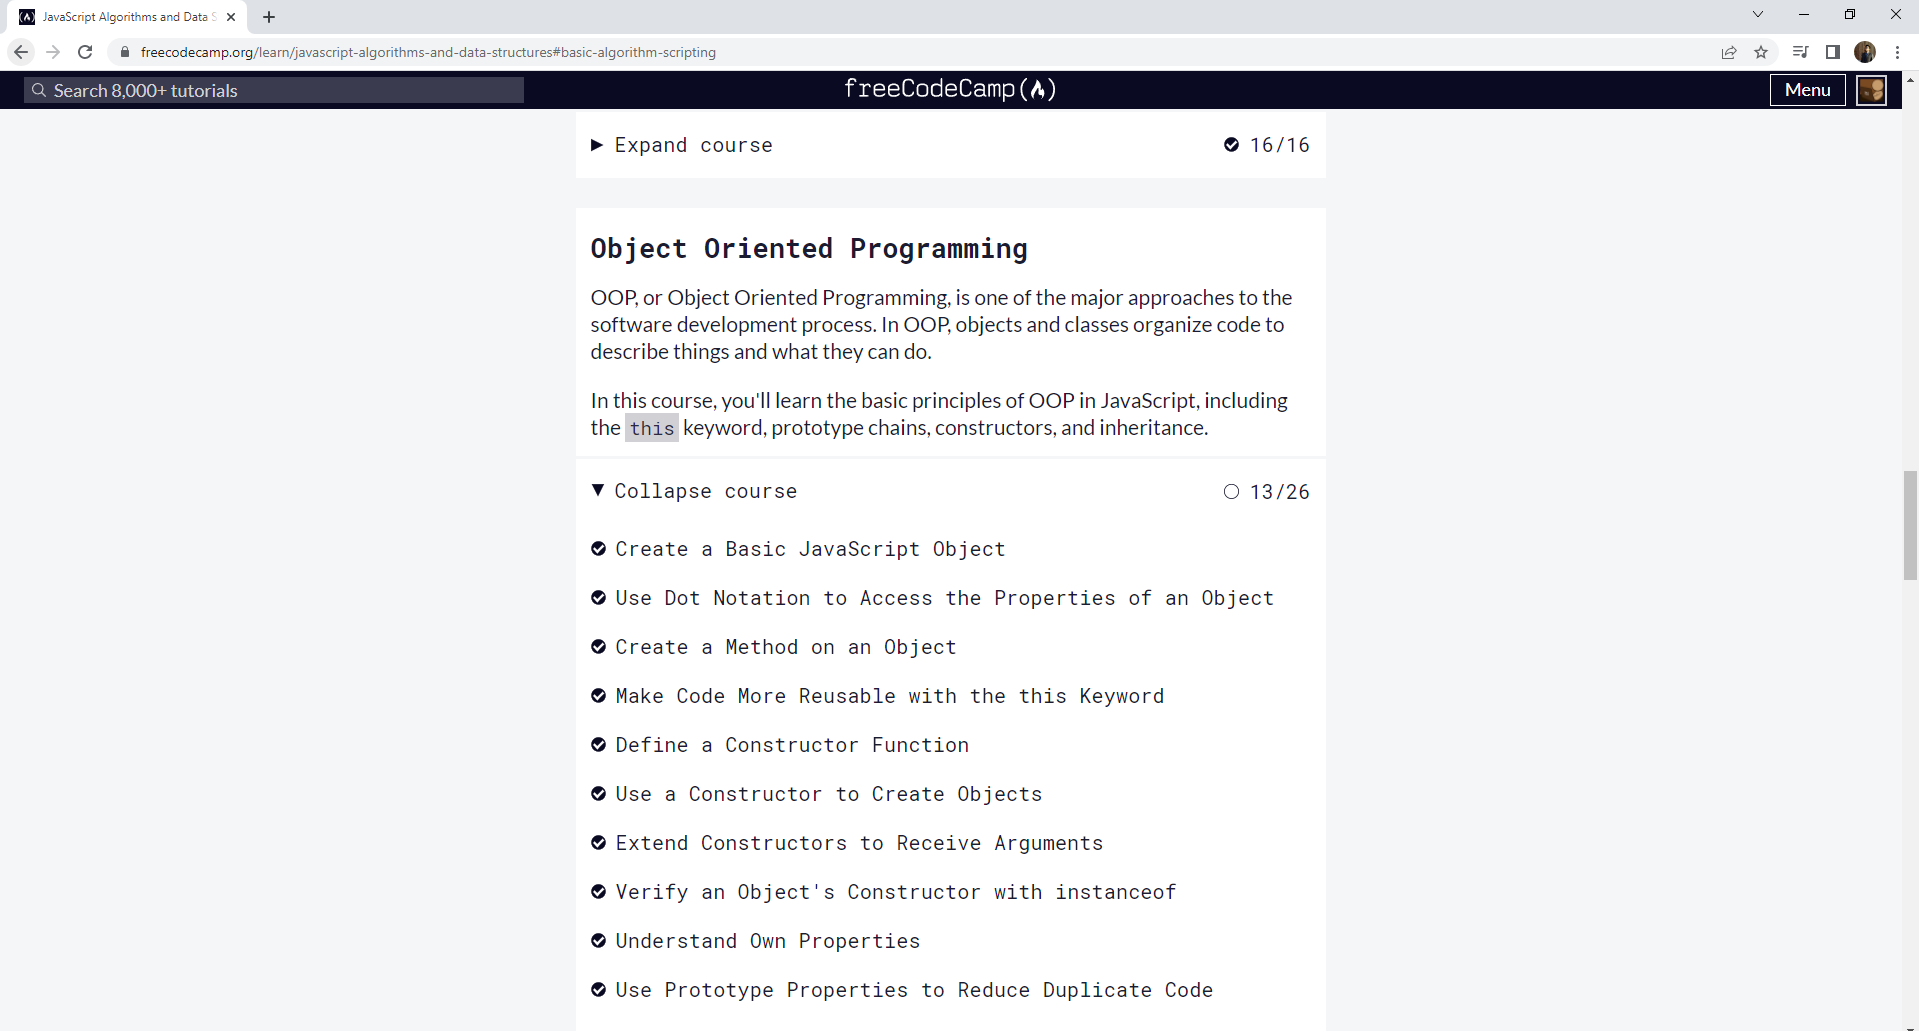 JavaScript Algorithms and Data S
freecodecamp.org/learn/javascript-algorithms-and-data-structures#basic-algorithm-scripting
Search 8,000+ tutorials
freeCodeCamp
Menu
Expand course
16/16
Object Oriented Programming
OOP, or Object Oriented Programming, is one of the major approaches to the
software development process. In OOP, objects and classes organize code to
describe things and what they can do.
In this course, you'll learn the basic principles of OOP in JavaScript, including
the this keyword, prototype chains, constructors, and inheritance.
Collapse course
13/26
Create a Basic JavaScript Object
Use Dot Notation to Access the Properties of an Object
Create a Method on an Object
Make Code More Reusable with the this Keyword
Define a Constructor Function
Use a Constructor to Create Objects
Extend Constructors to Receive Arguments
Verify an Object's Constructor with instanceof
Understand Own Properties
Use Prototype Properties to Reduce Duplicate Code